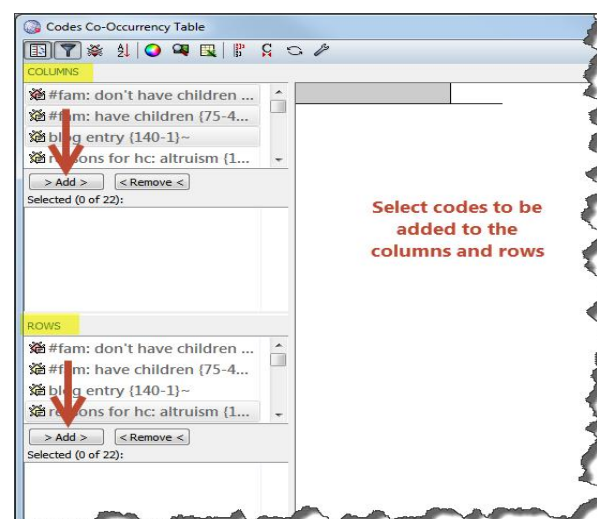 Codes Co-Occurrency Table
COLUMNS
#fam: don't have children ...
#fam: have children {75-4...
blog entry {140-1}~
reasons for hc: altruism {1...
> Add >
< Remove <
Selected (0 of 22):
Select codes to be
added to the
columns and rows
ROWS
#fam: don't have children ...
#fam: have children {75-4...
blog entry {140-1}~
reasons for hc: altruism {1...
> Add >
< Remove <
Selected (0 of 22):